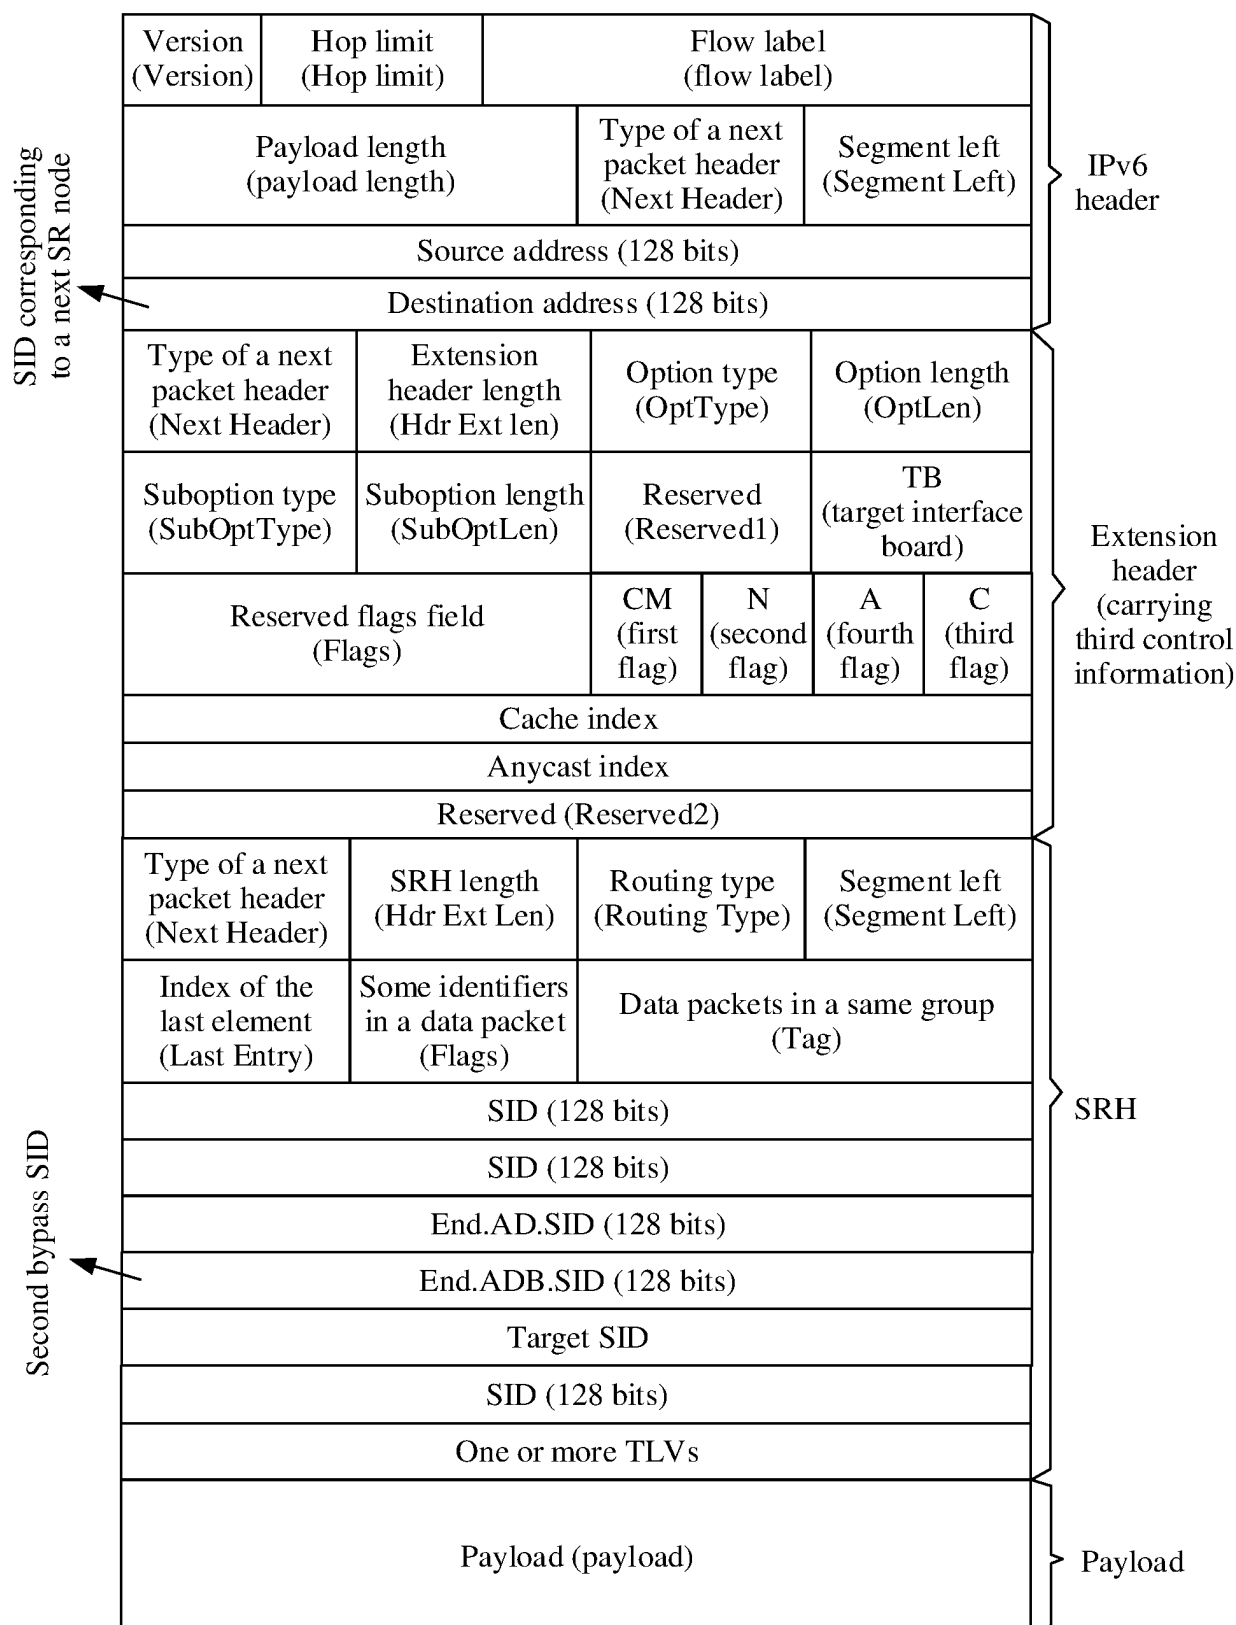 Version
(Version)
Hop limit
(Hop limit)
Flow label
(flow label)
Payload length
(payload length)
Type of a next
packet header
(Next Header)
Segment left
(Segment Left)
IPv6
header
Source address (128 bits)
SID corresponding
to a next SR node
Destination address (128 bits)
Type of a next
packet header
(Next Header)
Extension
header length
(Hdr Ext len)
Option type
(OptType)
Option length
(OptLen)
Suboption type
(SubOptType)
Suboption length
(SubOptLen)
Reserved
(Reserved1)
TB
(target interface
board)
Extension
header
(carrying
third control
information)
Reserved flags field
(Flags)
CM
(first
flag)
N
(second
flag)
A
(fourth
flag)
C
(third
flag)
Cache index
Anycast index
Reserved (Reserved2)
Type of a next
packet header
(Next Header)
SRH length
(Hdr Ext Len)
Routing type
(Routing Type)
Segment left
(Segment Left)
Index of the
last element
(Last Entry)
Some identifiers
in a data packet
(Flags)
Data packets in a same group
(Tag)
SRH
SID (128 bits)
SID (128 bits)
End.AD.SID (128 bits)
Second bypass SID
End.ADB.SID (128 bits)
Target SID
SID (128 bits)
One or more TLVs
Payload (payload)
Payload